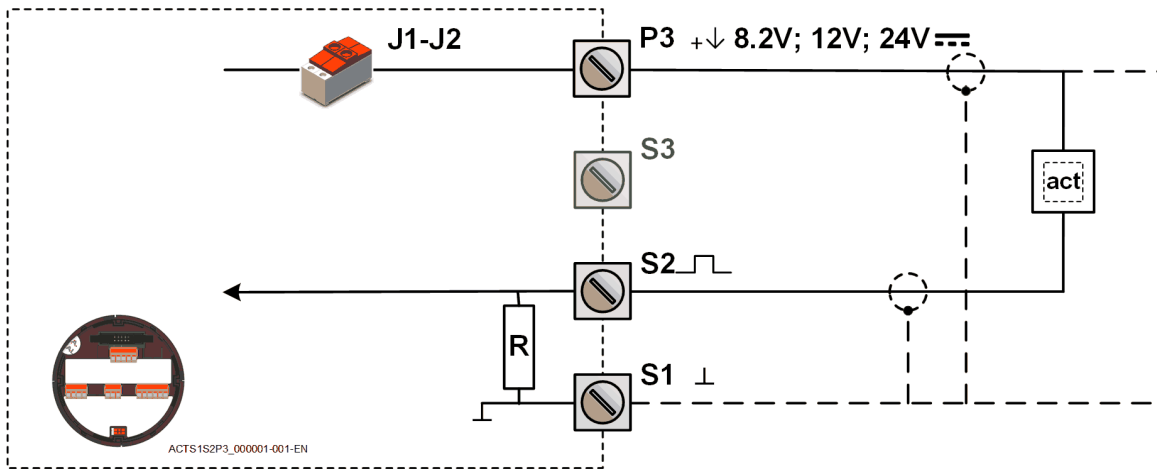 J1-J2
P3 +↓ 8.2V; 12V; 24V
S3
act
S2
R
S1 ⊥
ACTS1S2P3_000001-001-EN